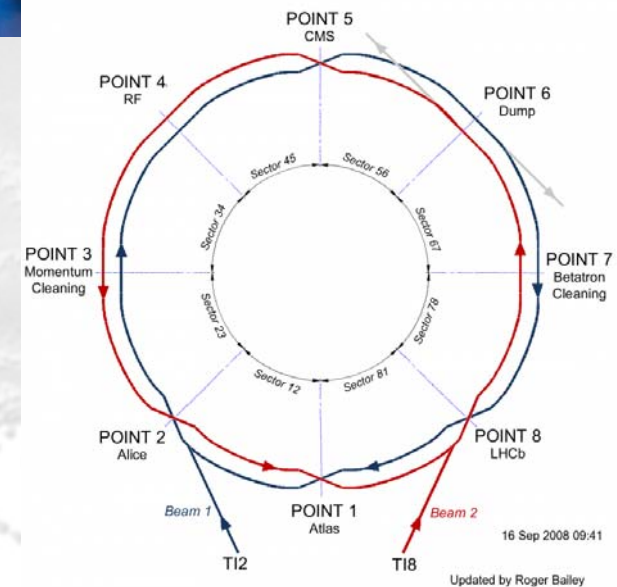 POINT 5
CMS
POINT 4
RF
POINT 6
Dump
Sector 45
Sector 56
Sector 34
Sector 67
POINT 3
Momentum
Cleaning
POINT 7
Betatron
Cleaning
Sector 23
Sector 78
Sector 12
Sector 81
POINT 2
Alice
POINT 8
LHCb
Beam 1
POINT 1
Atlas
Beam 2
16 Sep 2008 09:41
TI2
TI8
Updated by Roger Bailey